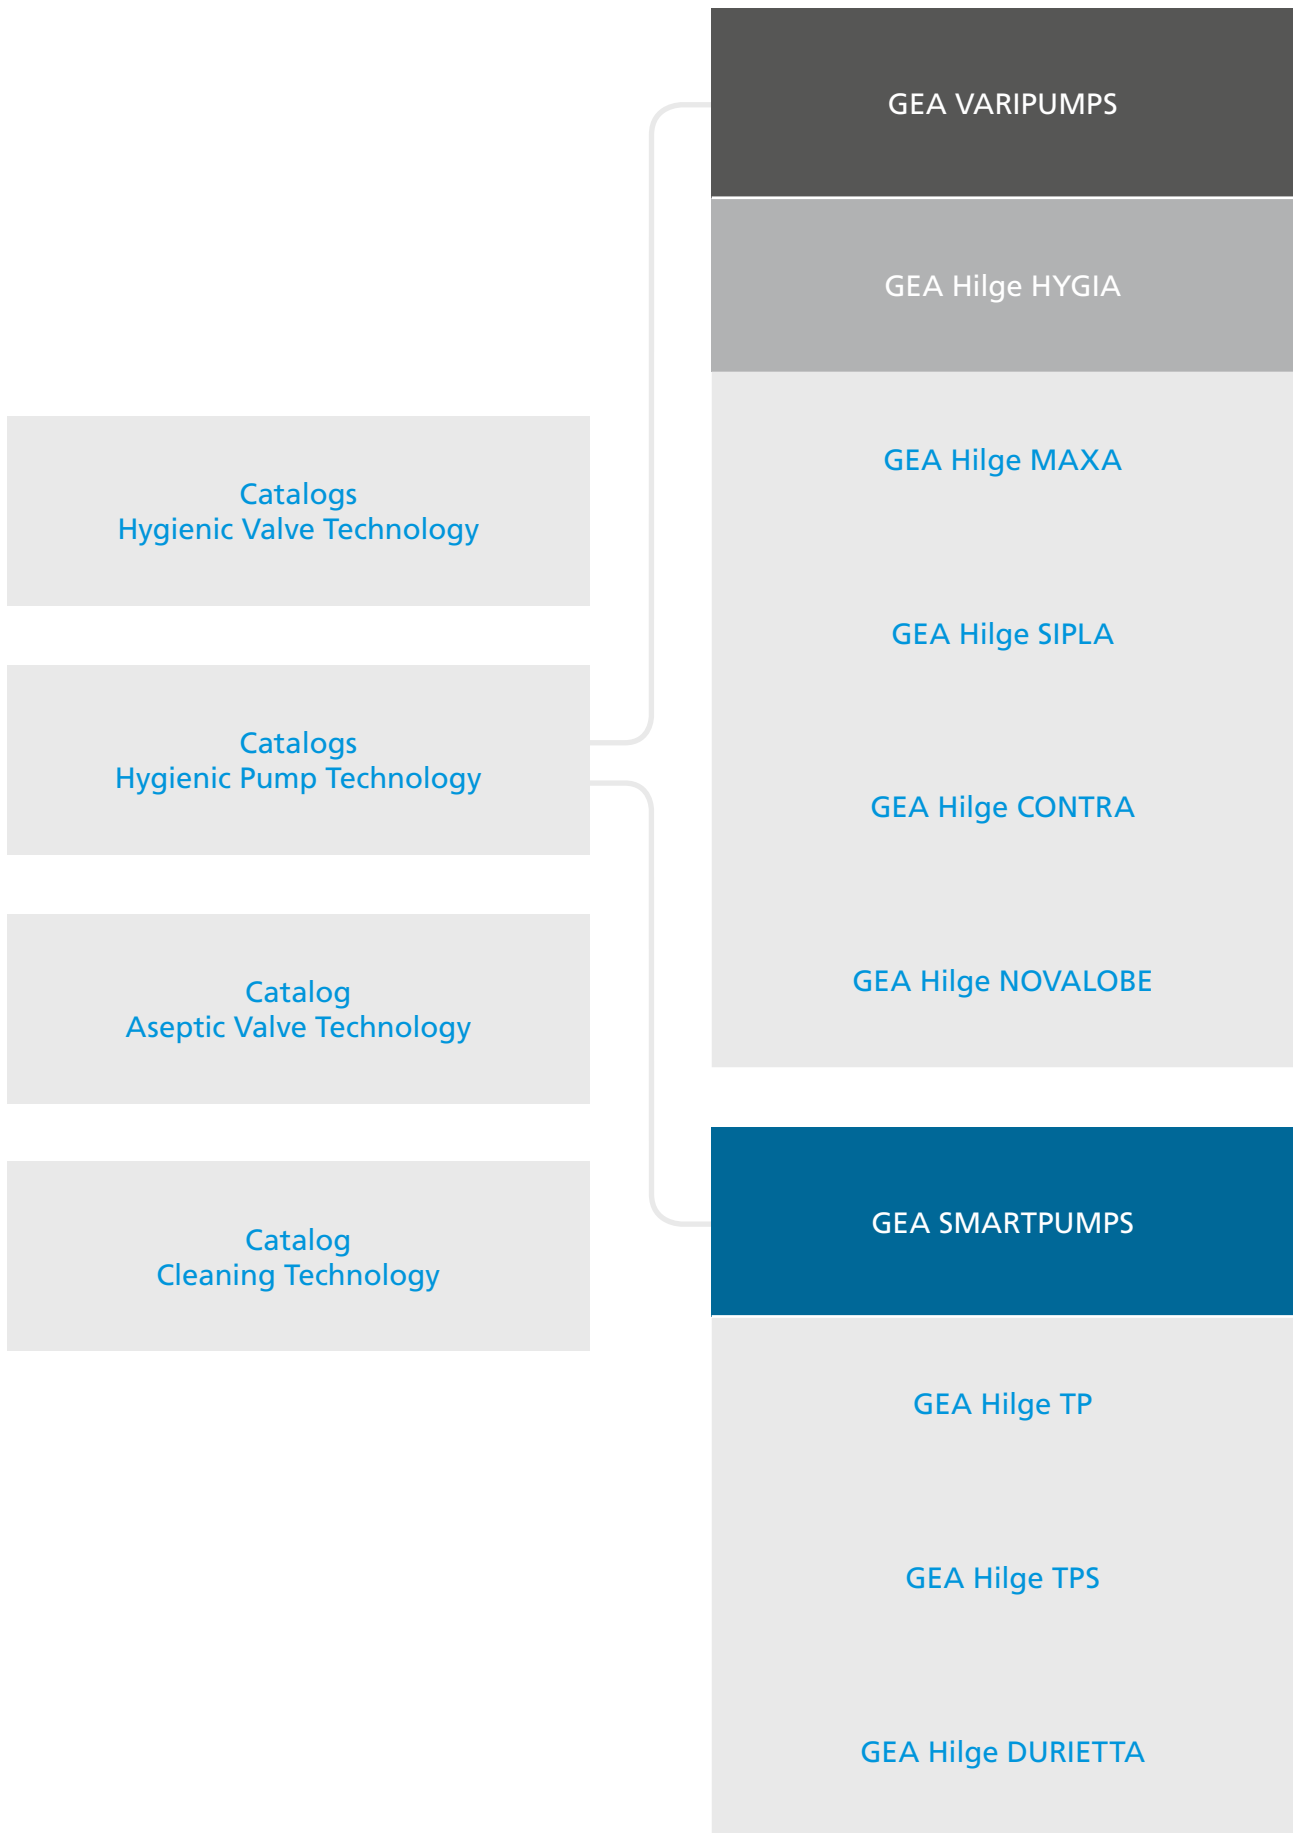 Catalogs
Hygienic Valve Technology
Catalogs
Hygienic Pump Technology
Catalog
Aseptic Valve Technology
Catalog
Cleaning Technology
GEA VARIPUMPS
GEA Hilge HYGIA
GEA Hilge MAXA
GEA Hilge SIPLA
GEA Hilge CONTRA
GEA Hilge NOVALOBE
GEA SMARTPUMPS
GEA Hilge TP
GEA Hilge TPS
GEA Hilge DURIETTA